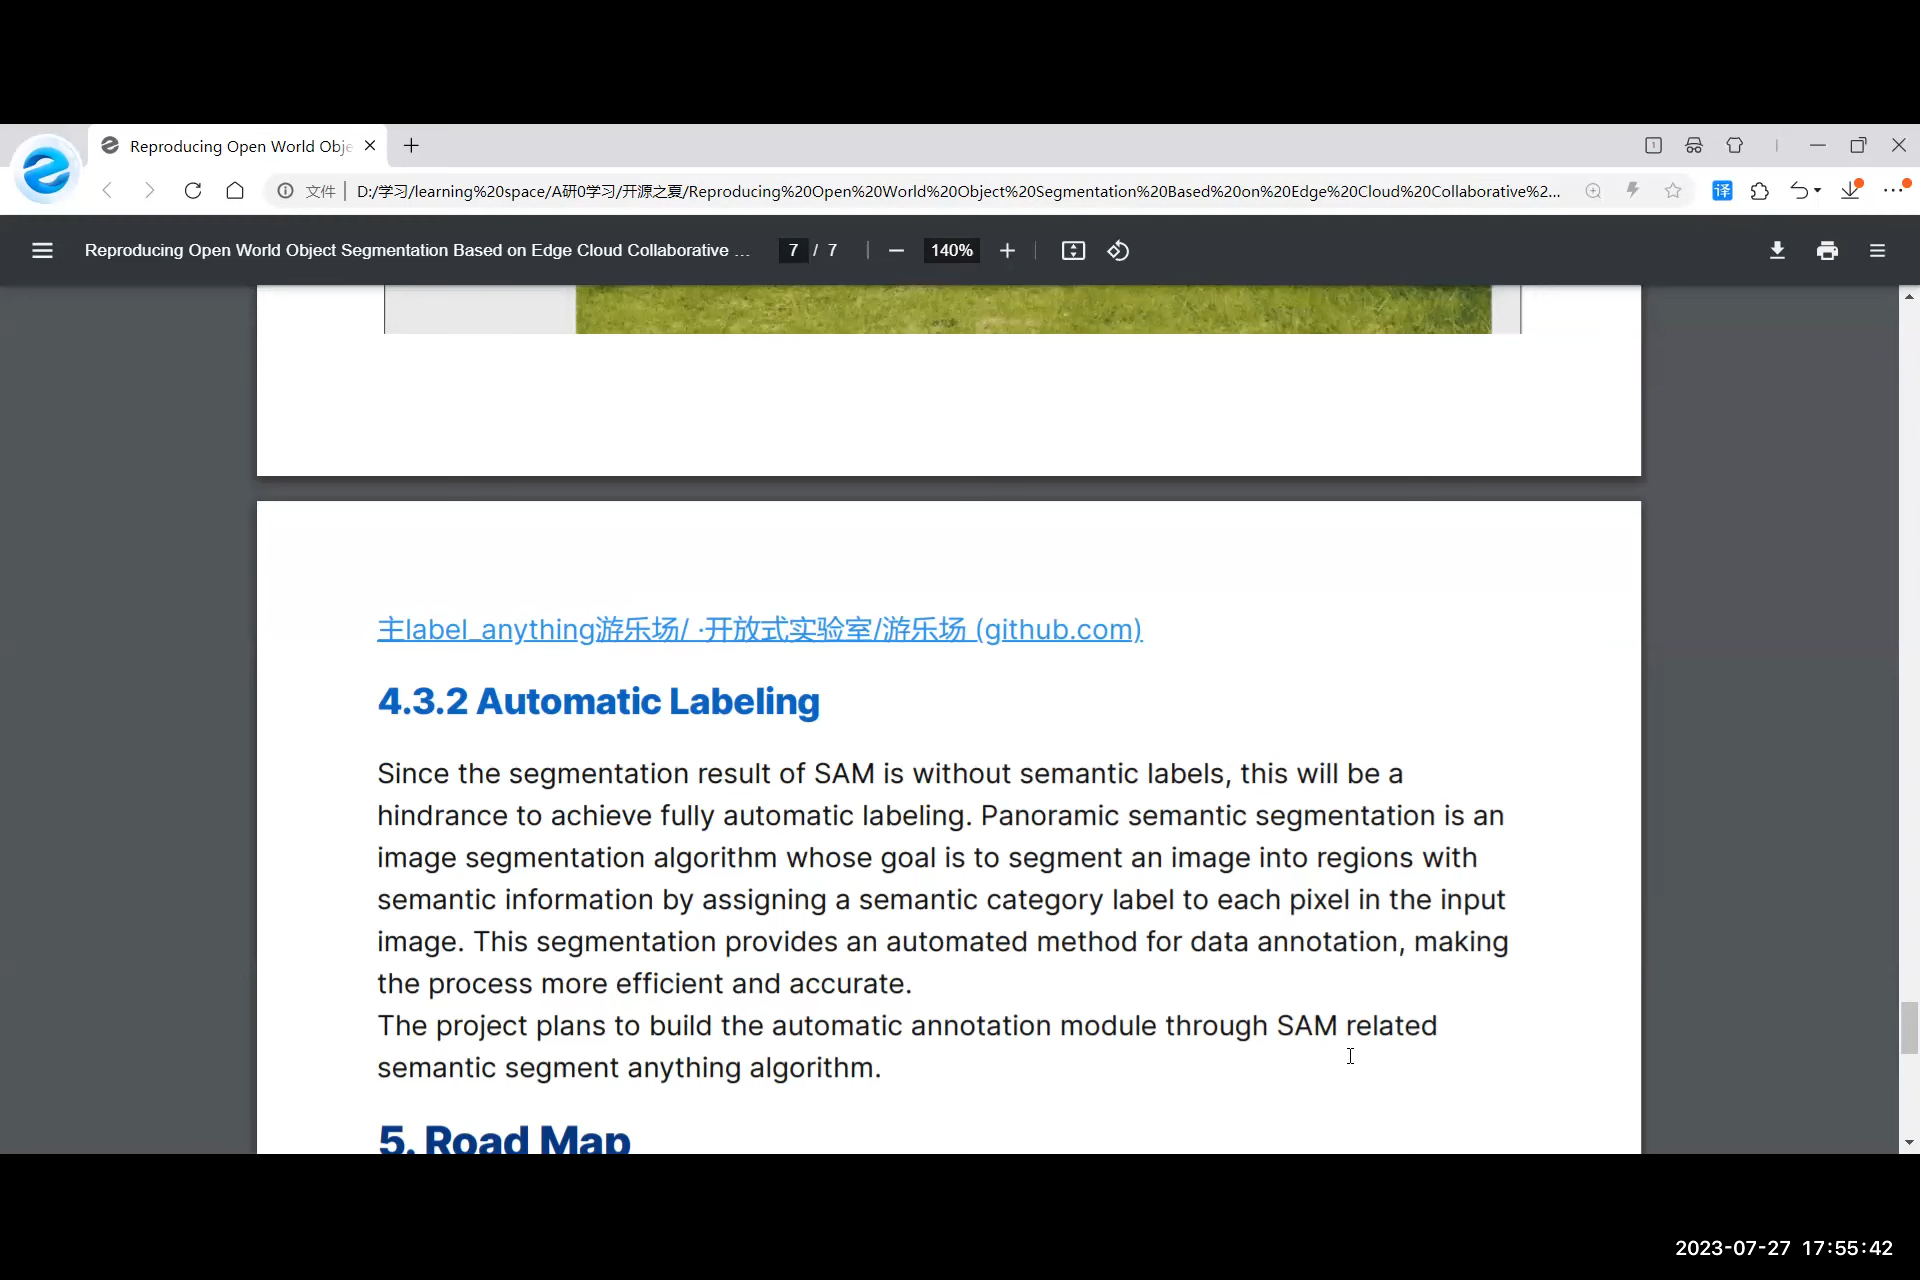 Reproducing Open World Obje
文件
D:/学习/learning%20space/A研0学习/开源之夏/Reproducing%20Open%20World%20Object%20Segmentation%20Based%20on%20Edge%20Cloud%20Collaborative%2...
译
Reproducing Open World Object Segmentation Based on Edge Cloud Collaborative ...
7 / 7
140%
主label_anything游乐场/ ·开放式实验室/游乐场 (github.com)
4.3.2 Automatic Labeling
Since the segmentation result of SAM is without semantic labels, this will be a
hindrance to achieve fully automatic labeling. Panoramic semantic segmentation is an
image segmentation algorithm whose goal is to segment an image into regions with
semantic information by assigning a semantic category label to each pixel in the input
image. This segmentation provides an automated method for data annotation, making
the process more efficient and accurate.
The project plans to build the automatic annotation module through SAM related
semantic segment anything algorithm.
5. Road Map
2023-07-27 17:55:42